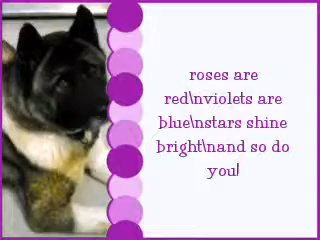 roses are
red\nviolets are
blue\nstars shine
bright\nand so do
you!